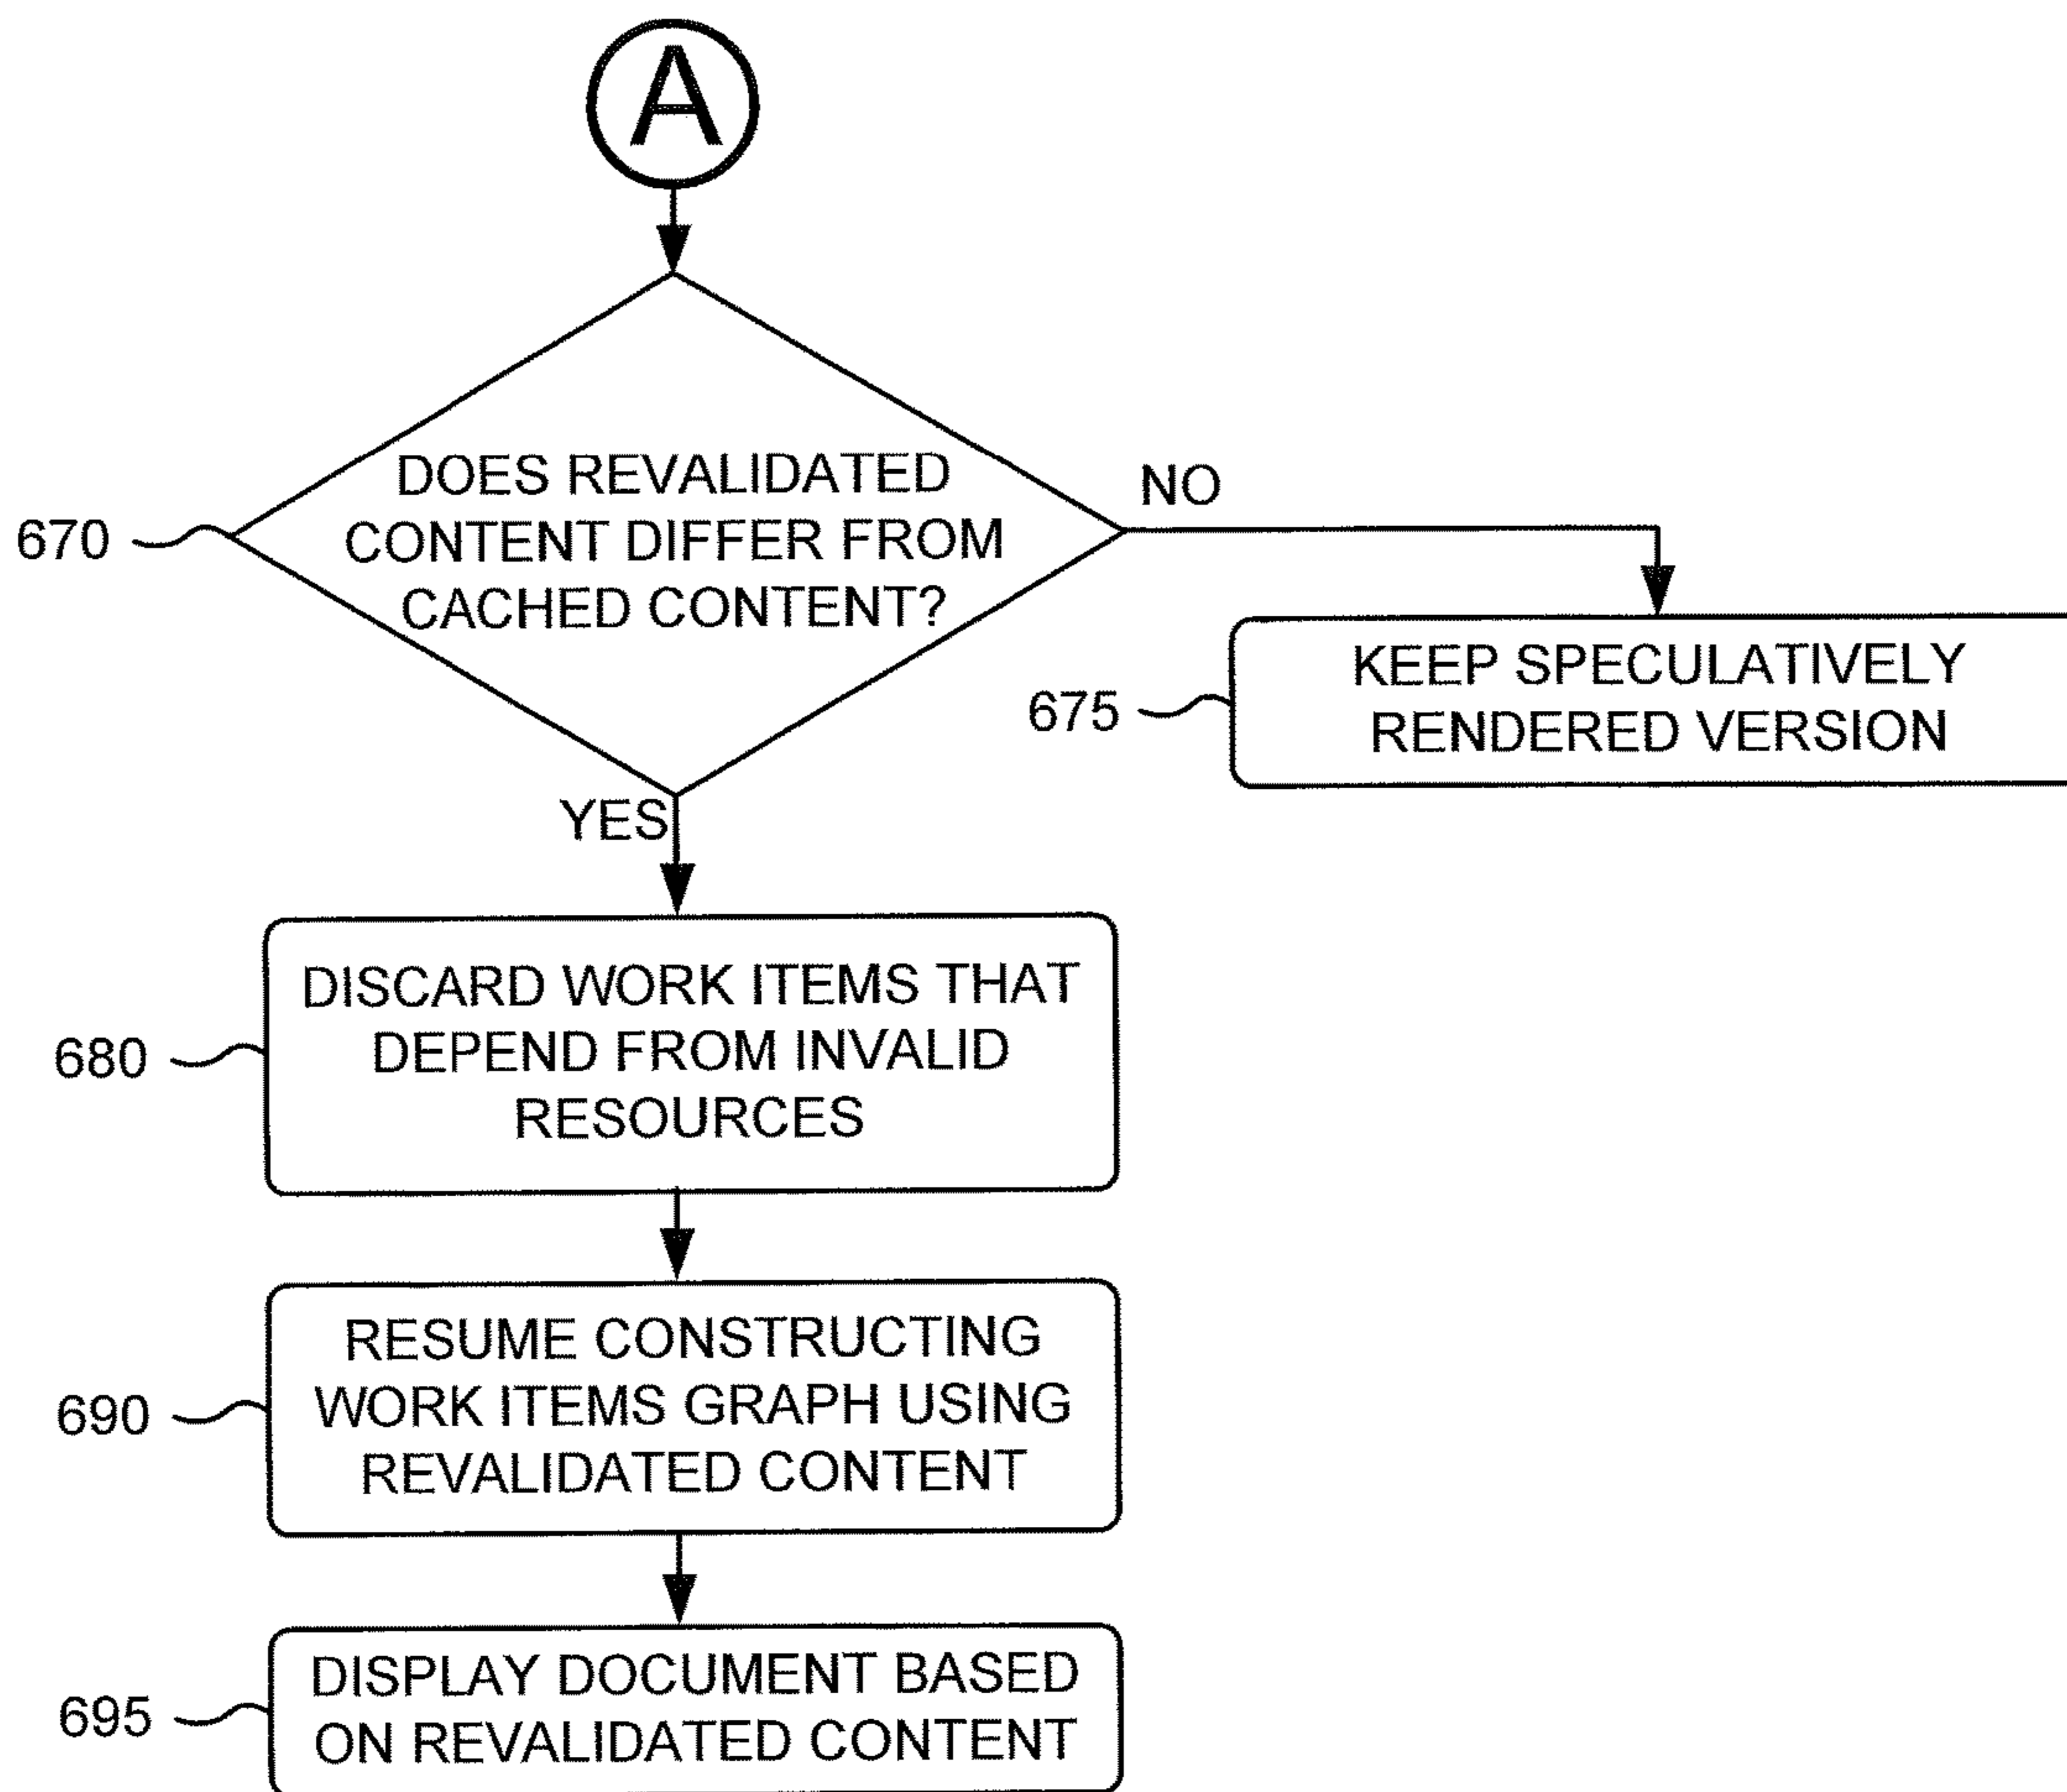 A
DOES REVALIDATED
CONTENT DIFFER FROM
CACHED CONTENT?
670
NO
KEEP SPECULATIVELY
RENDERED VERSION
675
YES
DISCARD WORK ITEMS THAT
DEPEND FROM INVALID
RESOURCES
680
RESUME CONSTRUCTING
WORK ITEMS GRAPH USING
REVALIDATED CONTENT
690
DISPLAY DOCUMENT BASED
ON REVALIDATED CONTENT
695